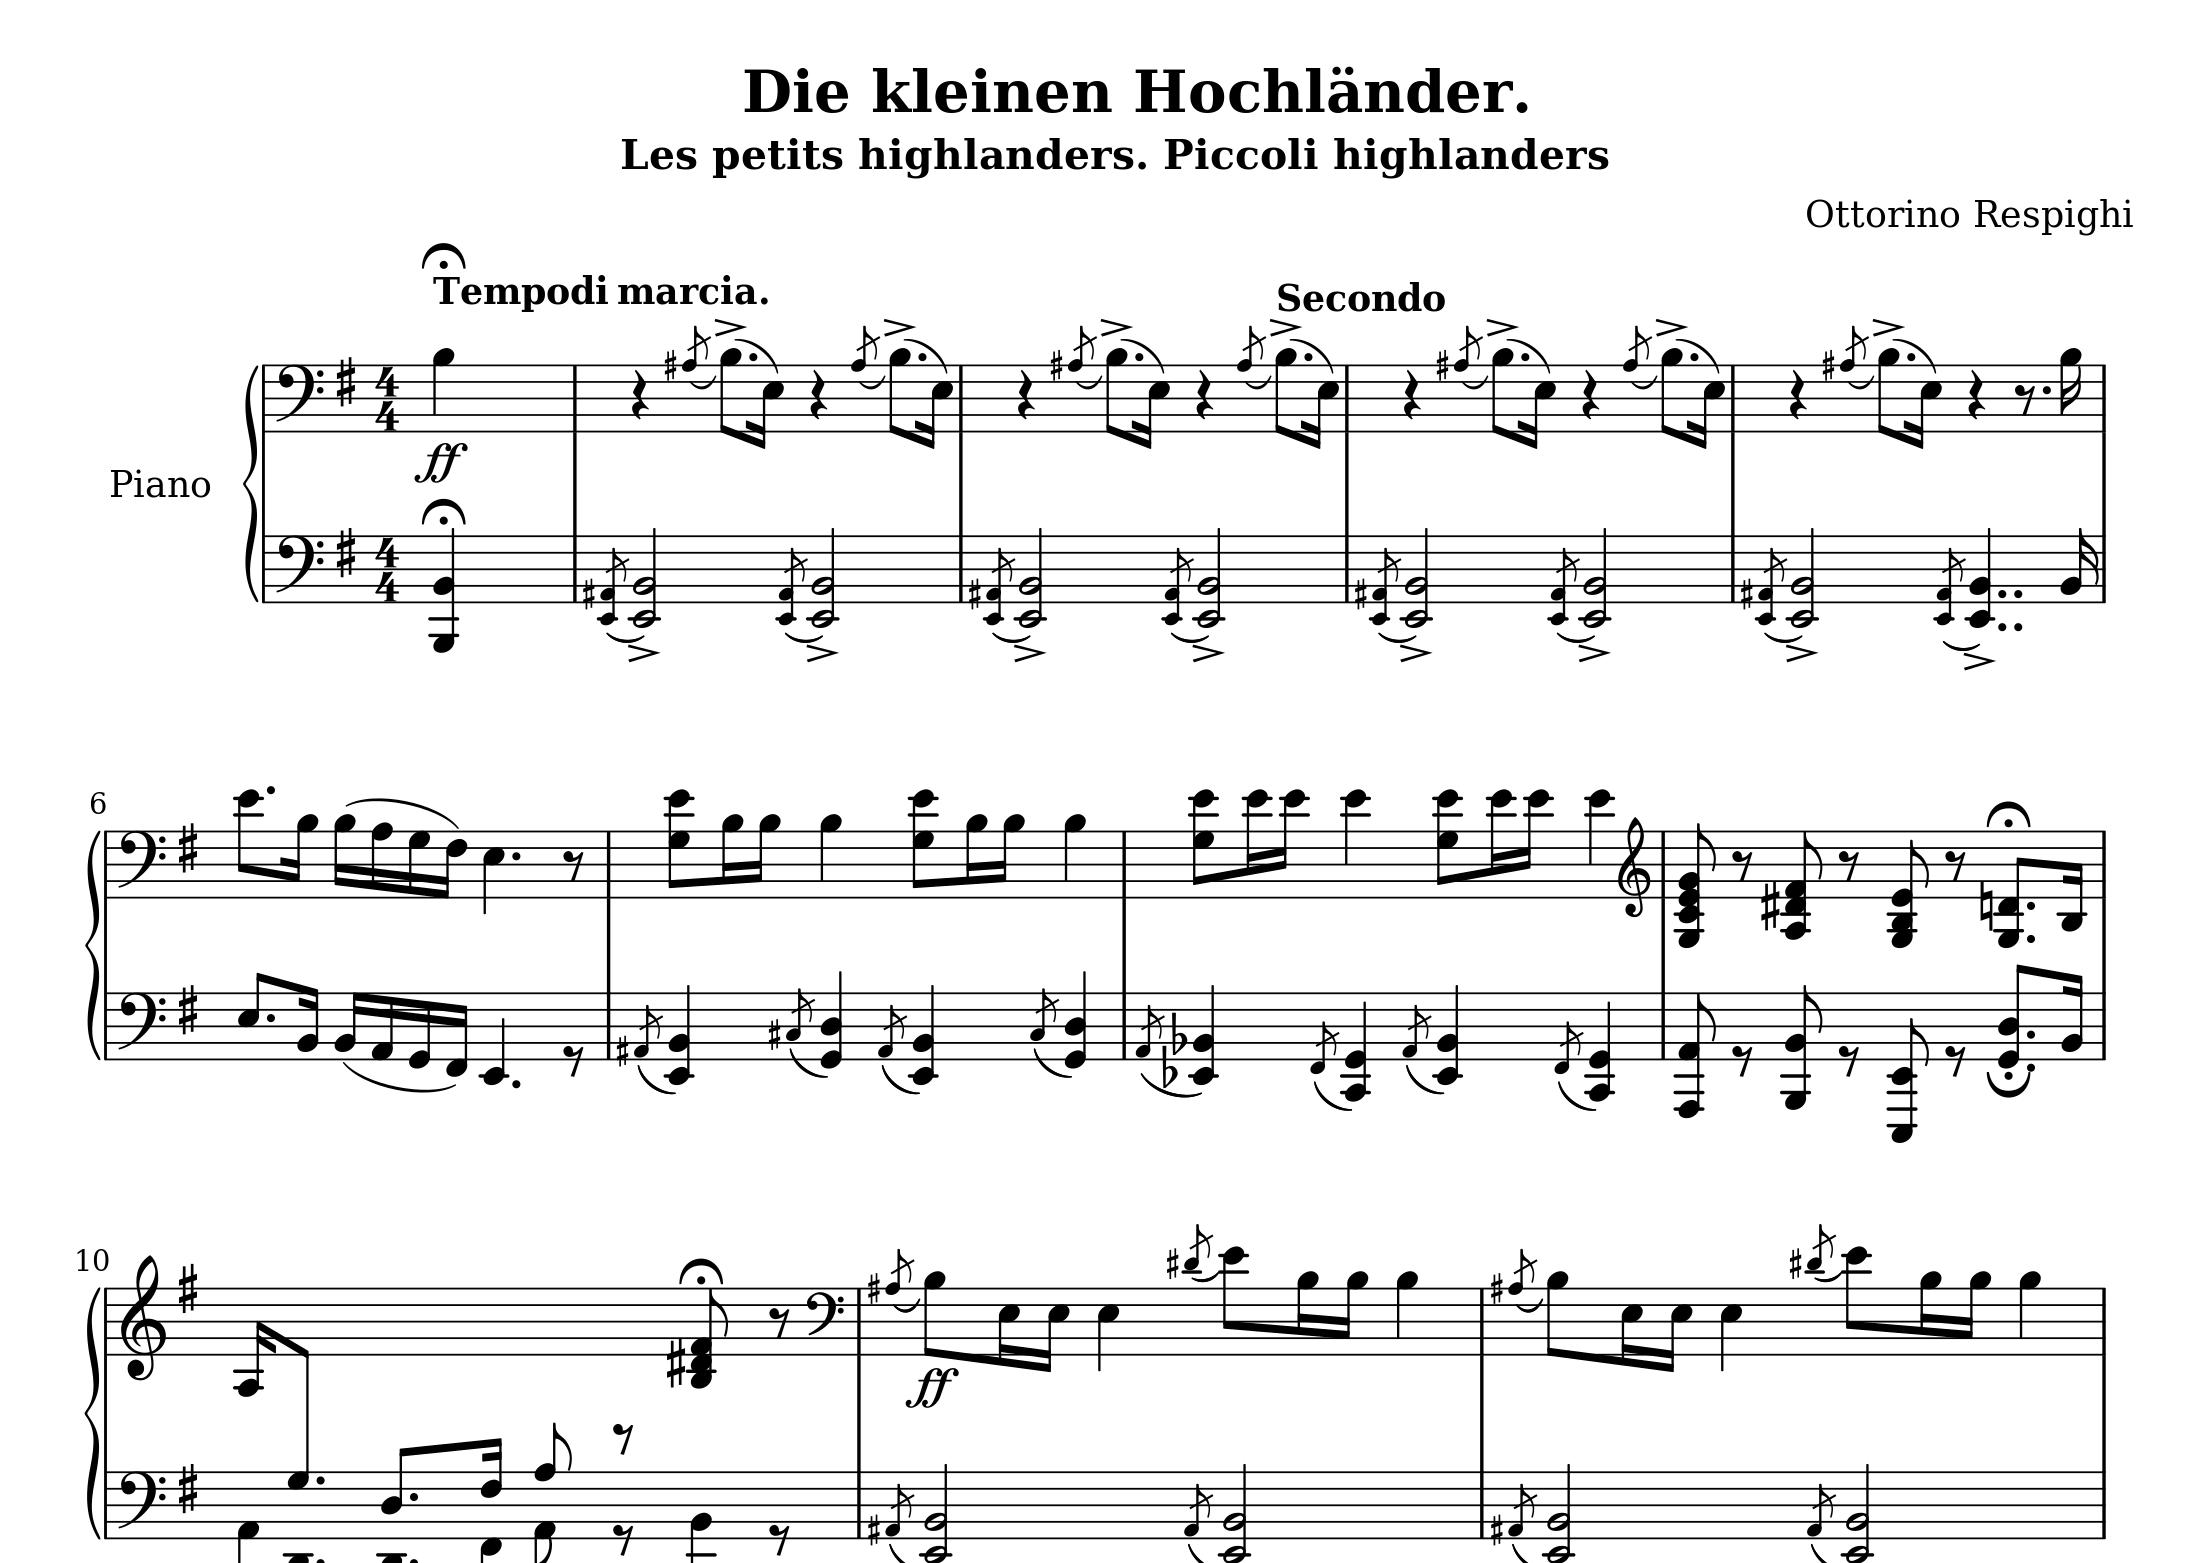 Die kleinen Hochländer.
Les petits highlanders. Piccoli highlanders
Ottorino Respighi
Tempodi marcia.
Secondo
Piano
ff
6
10
ff